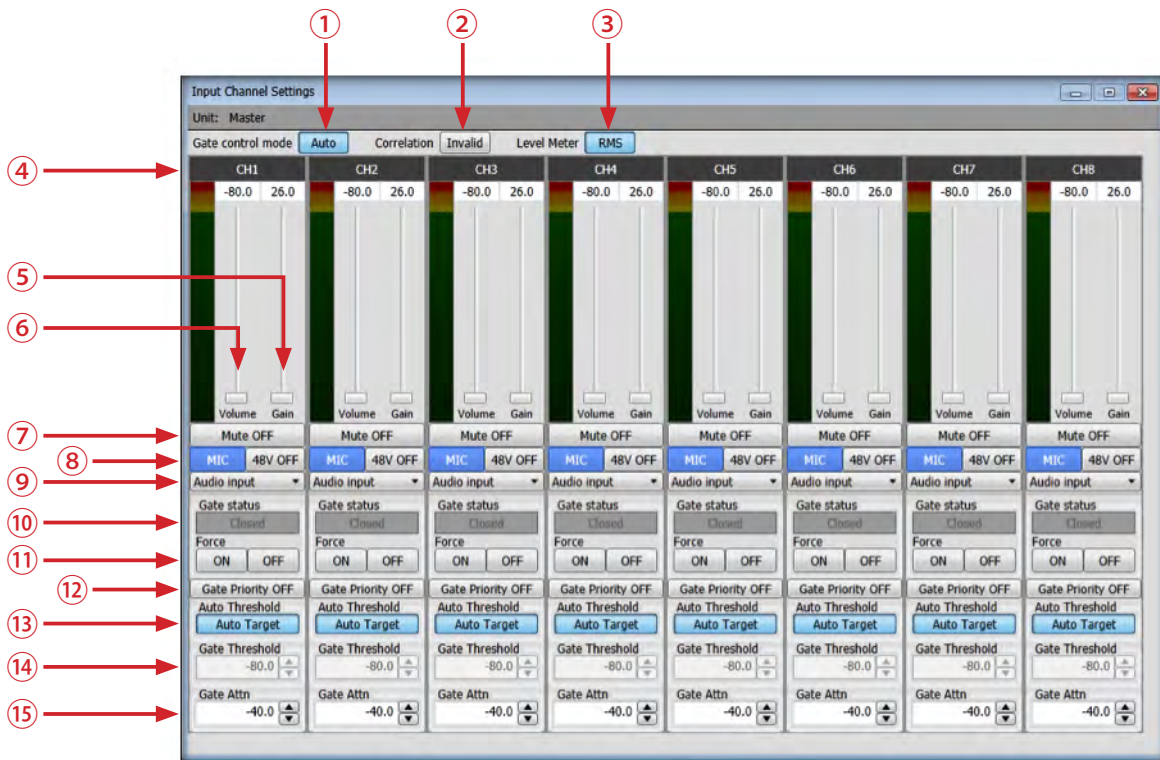 ① ② ③
Input Channel Settings
Unit: Master
Gate control mode Auto Correlation Invalid Level Meter RMS
④ CH1 CH2 CH3 CH4 CH5 CH6 CH7 CH8
-80.0 26.0 -80.0 26.0 -80.0 26.0 -80.0 26.0 -80.0 26.0 -80.0 26.0 -80.0 26.0 -80.0 26.0
⑤
⑥
Volume Gain Volume Gain Volume Gain Volume Gain Volume Gain Volume Gain Volume Gain Volume Gain
⑦ Mute OFF Mute OFF Mute OFF Mute OFF Mute OFF Mute OFF Mute OFF Mute OFF
⑧ MIC 48V OFF MIC 48V OFF MIC 48V OFF MIC 48V OFF MIC 48V OFF MIC 48V OFF MIC 48V OFF MIC 48V OFF
⑨ Audio input Audio input Audio input Audio input Audio input Audio input Audio input Audio input
Gate status Gate status Gate status Gate status Gate status Gate status Gate status Gate status
⑩ Closed Closed Closed Closed Closed Closed Closed Closed
Force Force Force Force Force Force Force Force
⑪ ON OFF ON OFF ON OFF ON OFF ON OFF ON OFF ON OFF ON OFF
⑫ Gate Priority OFF Gate Priority OFF Gate Priority OFF Gate Priority OFF Gate Priority OFF Gate Priority OFF Gate Priority OFF Gate Priority OFF
Auto Threshold Auto Threshold Auto Threshold Auto Threshold Auto Threshold Auto Threshold Auto Threshold Auto Threshold
⑬ Auto Target Auto Target Auto Target Auto Target Auto Target Auto Target Auto Target Auto Target
Gate Threshold Gate Threshold Gate Threshold Gate Threshold Gate Threshold Gate Threshold Gate Threshold Gate Threshold
⑭ -80.0 -80.0 -80.0 -80.0 -80.0 -80.0 -80.0 -80.0
Gate Attn Gate Attn Gate Attn Gate Attn Gate Attn Gate Attn Gate Attn Gate Attn
⑮ -40.0 -40.0 -40.0 -40.0 -40.0 -40.0 -40.0 -40.0